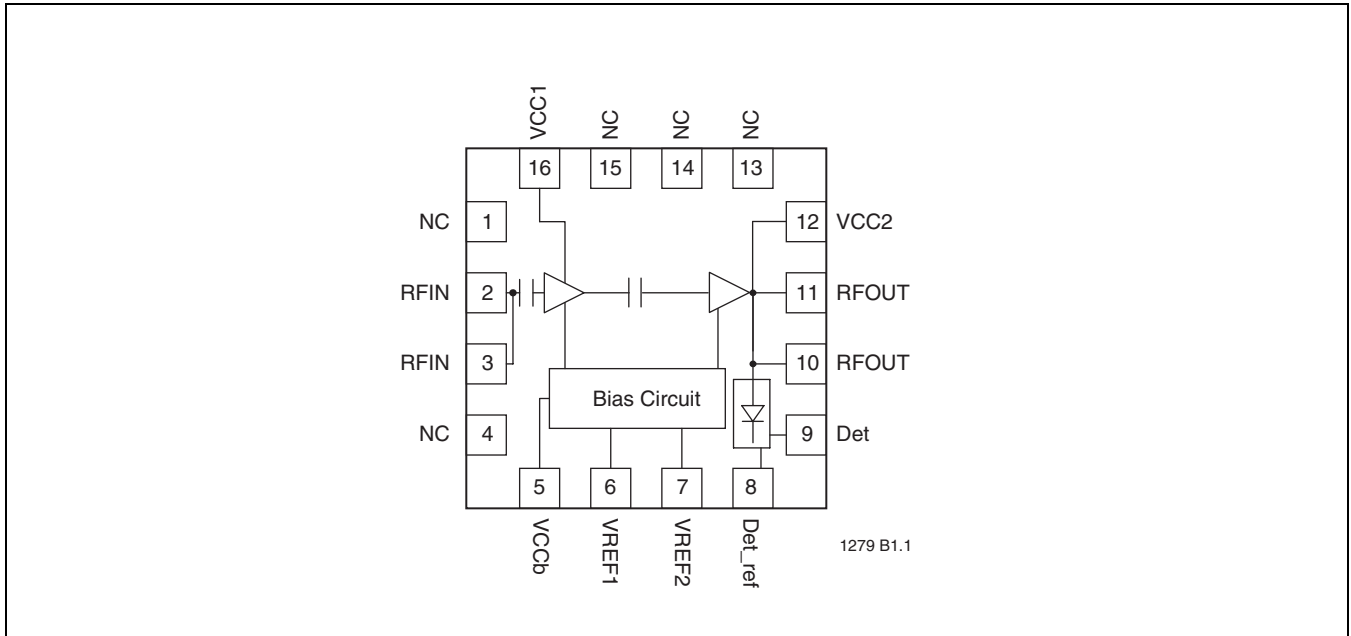 VCC1
NC
NC
NC
16
15
14
13
NC
1
12
VCC2
RFIN
2
11
RFOUT
RFIN
3
10
RFOUT
Bias Circuit
NC
4
9
Det
5
6
7
8
VCCb
VREF1
VREF2
Det_ref
1279 B1.1